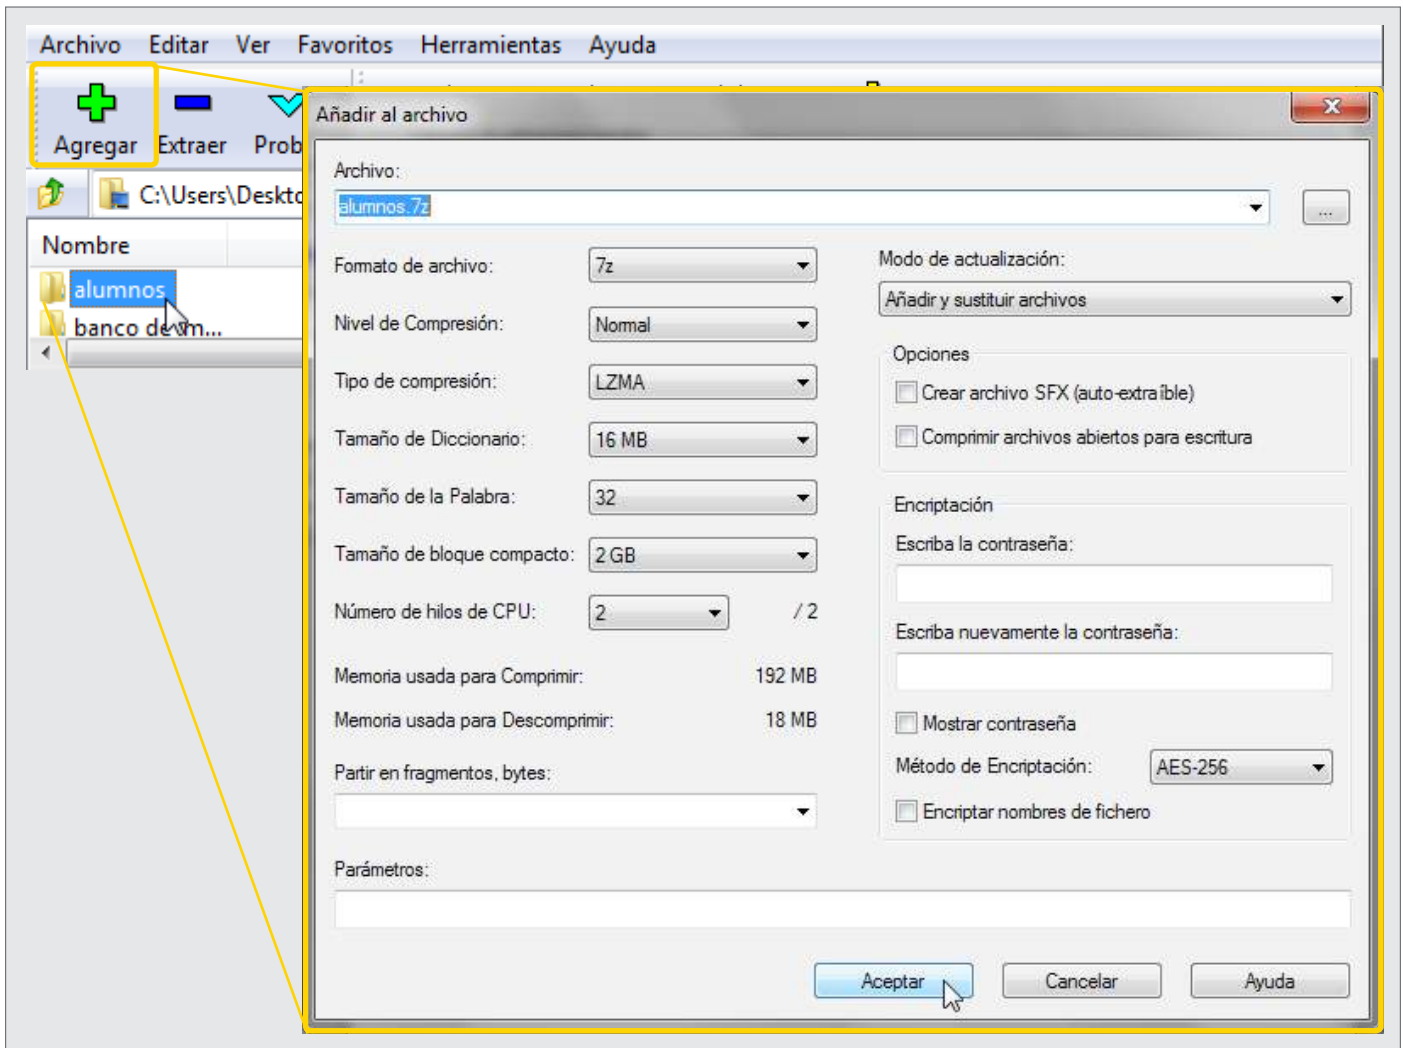 Archivo Editar Ver Favoritos Herramientas Ayuda
Agregar Extraer Prob
C:\Users\Deskto
Nombre
alumnos
banco de im...
Añadir al archivo
Archivo:
alumnos.7z
...
Formato de archivo: 7z
Nivel de Compresión: Normal
Tipo de compresión: LZMA
Tamaño de Diccionario: 16 MB
Tamaño de la Palabra: 32
Tamaño de bloque compacto: 2 GB
Número de hilos de CPU: 2 / 2
Memoria usada para Comprimir: 192 MB
Memoria usada para Descomprimir: 18 MB
Partir en fragmentos, bytes:
Modo de actualización:
Añadir y sustituir archivos
Opciones
Crear archivo SFX (auto-extraíble)
Comprimir archivos abiertos para escritura
Encriptación
Escriba la contraseña:
Escriba nuevamente la contraseña:
Mostrar contraseña
Método de Encriptación: AES-256
Encriptar nombres de fichero
Parámetros:
Aceptar Cancelar Ayuda